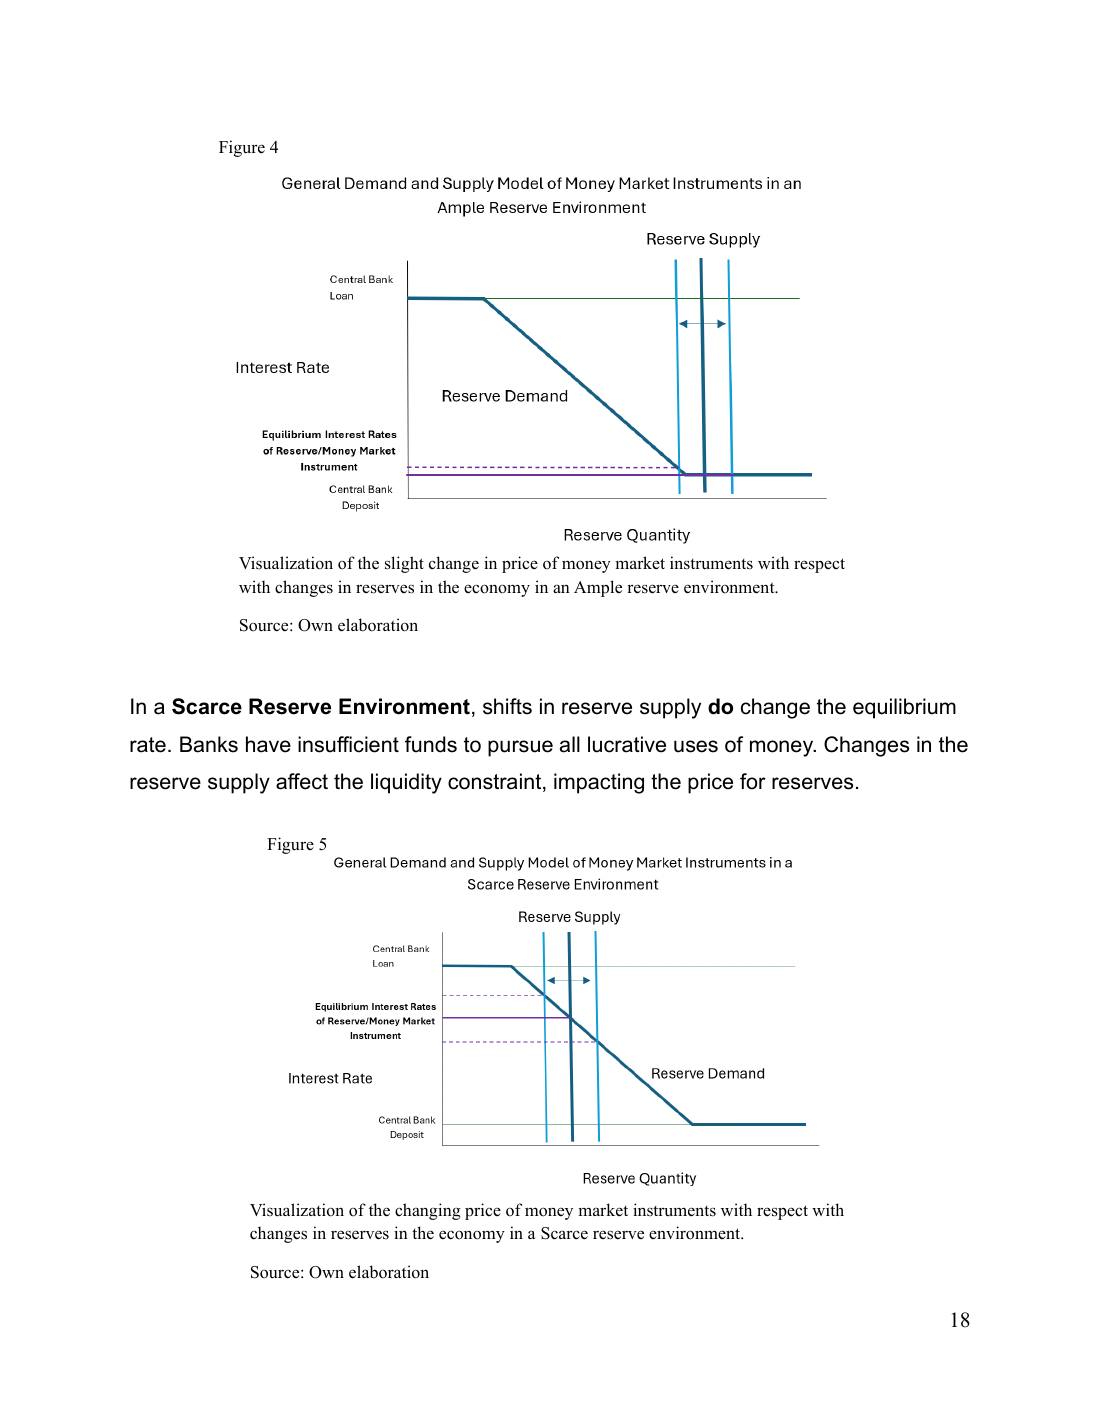 Figure 4
General Demand and Supply Model of Money Market Instruments in an
Ample Reserve Environment
Reserve Supply
Central Bank
Loan
Interest Rate
Reserve Demand
Equilibrium Interest Rates
of Reserve/Money Market
Instrument
Central Bank
Deposit
Reserve Quantity
Visualization of the slight change in price of money market instruments with respect
with changes in reserves in the economy in an Ample reserve environment.
Source: Own elaboration
In a Scarce Reserve Environment, shifts in reserve supply do change the equilibrium
rate. Banks have insufficient funds to pursue all lucrative uses of money. Changes in the
reserve supply affect the liquidity constraint, impacting the price for reserves.
Figure 5
General Demand and Supply Model of Money Market Instruments in a
Scarce Reserve Environment
Reserve Supply
Central Bank
Loan
Equilibrium Interest Rates
of Reserve/Money Market
Instrument
Interest Rate
Reserve Demand
Central Bank
Deposit
Reserve Quantity
Visualization of the changing price of money market instruments with respect with
changes in reserves in the economy in a Scarce reserve environment.
Source: Own elaboration
18